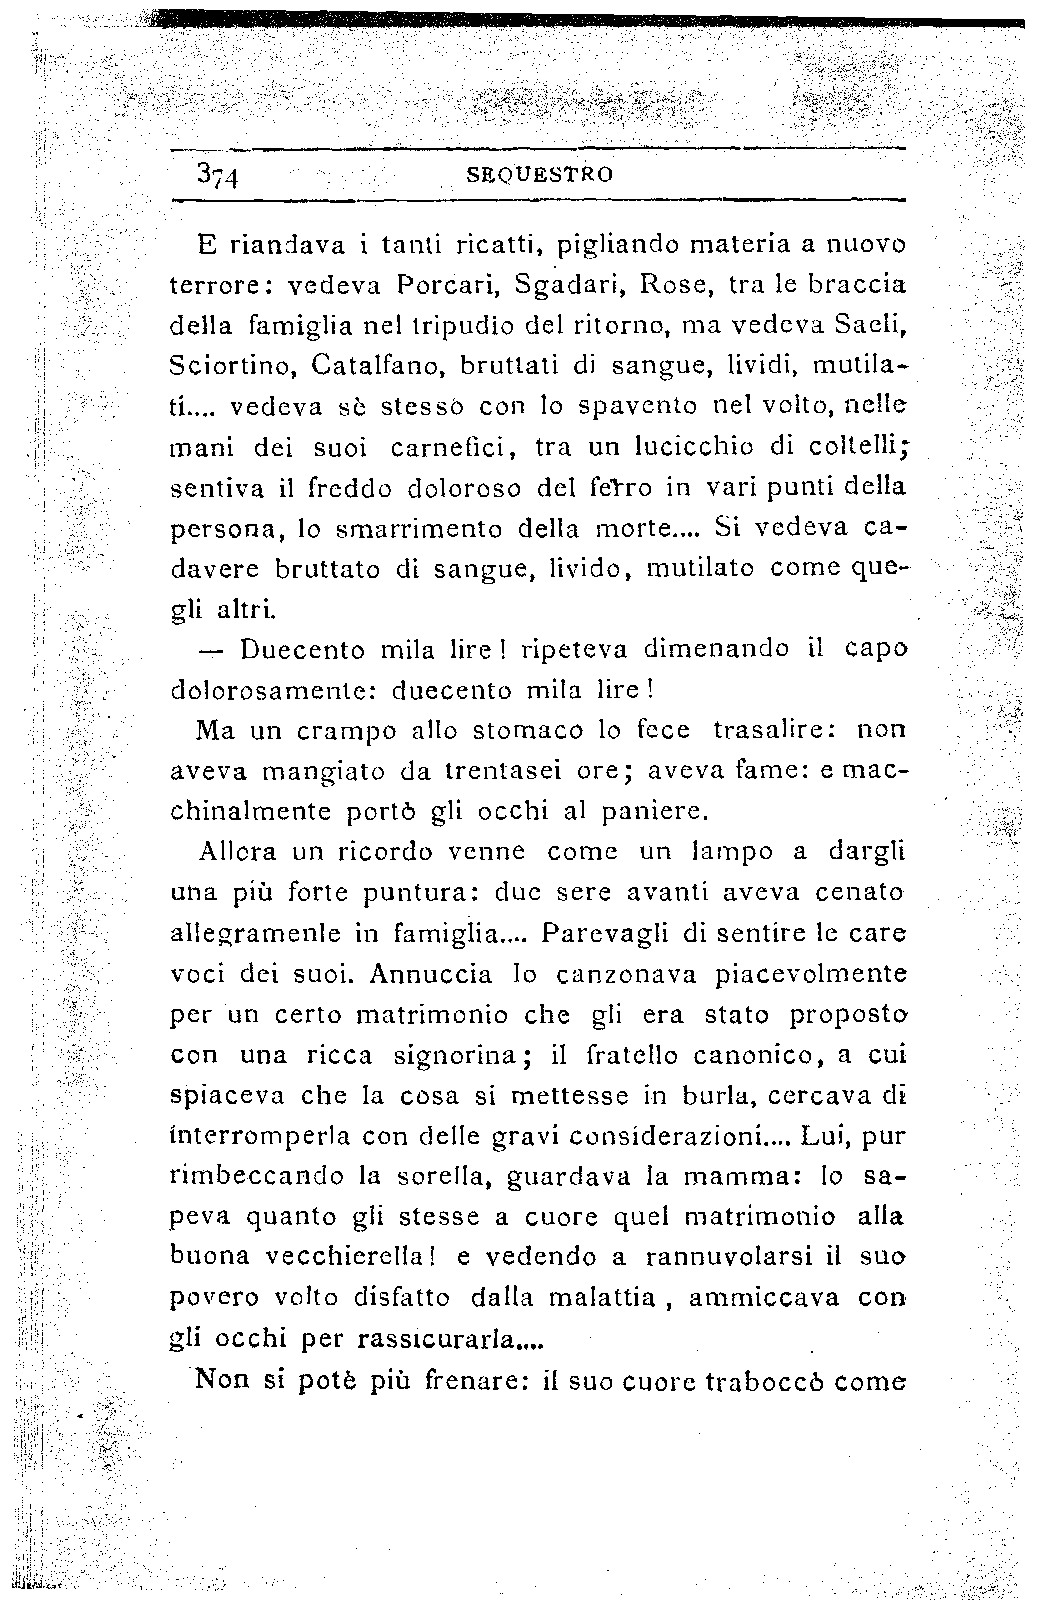 374 SEQUESTRO
E riandava i tanti ricatti, pigliando materia a nuovo
terrore: vedeva Porcari, Sgadari, Rose, tra le braccia
della famiglia nel tripudio del ritorno, ma vedeva Saeli,
Sciortino, Catalfano, bruttati di sangue, lividi, mutila-
ti.... vedeva sè stesso con lo spavento nel volto, nelle
mani dei suoi carnefici, tra un lucicchio di coltelli;
sentiva il freddo doloroso del ferro in vari punti della
persona, lo smarrimento della morte.... Si vedeva ca-
davere bruttato di sangue, livido, mutilato come que-
gli altri.
— Duecento mila lire! ripeteva dimenando il capo
dolorosamente: duecento mila lire!
Ma un crampo allo stomaco lo fece trasalire: non
aveva mangiato da trentasei ore; aveva fame: e mac-
chinalmente portò gli occhi al paniere.
Allora un ricordo venne come un lampo a dargli
una più forte puntura: due sere avanti aveva cenato
allegramente in famiglia.... Parevagli di sentire le care
voci dei suoi. Annuccia lo canzonava piacevolmente
per un certo matrimonio che gli era stato proposto
con una ricca signorina; il fratello canonico, a cui
spiaceva che la cosa si mettesse in burla, cercava di
interromperla con delle gravi considerazioni.... Lui, pur
rimbeccando la sorella, guardava la mamma: lo sa-
peva quanto gli stesse a cuore quel matrimonio alla
buona vecchierella! e vedendo a rannuvolarsi il suo
povero volto disfatto dalla malattia, ammiccava con
gli occhi per rassicurarla....
Non si potè più frenare: il suo cuore traboccò come